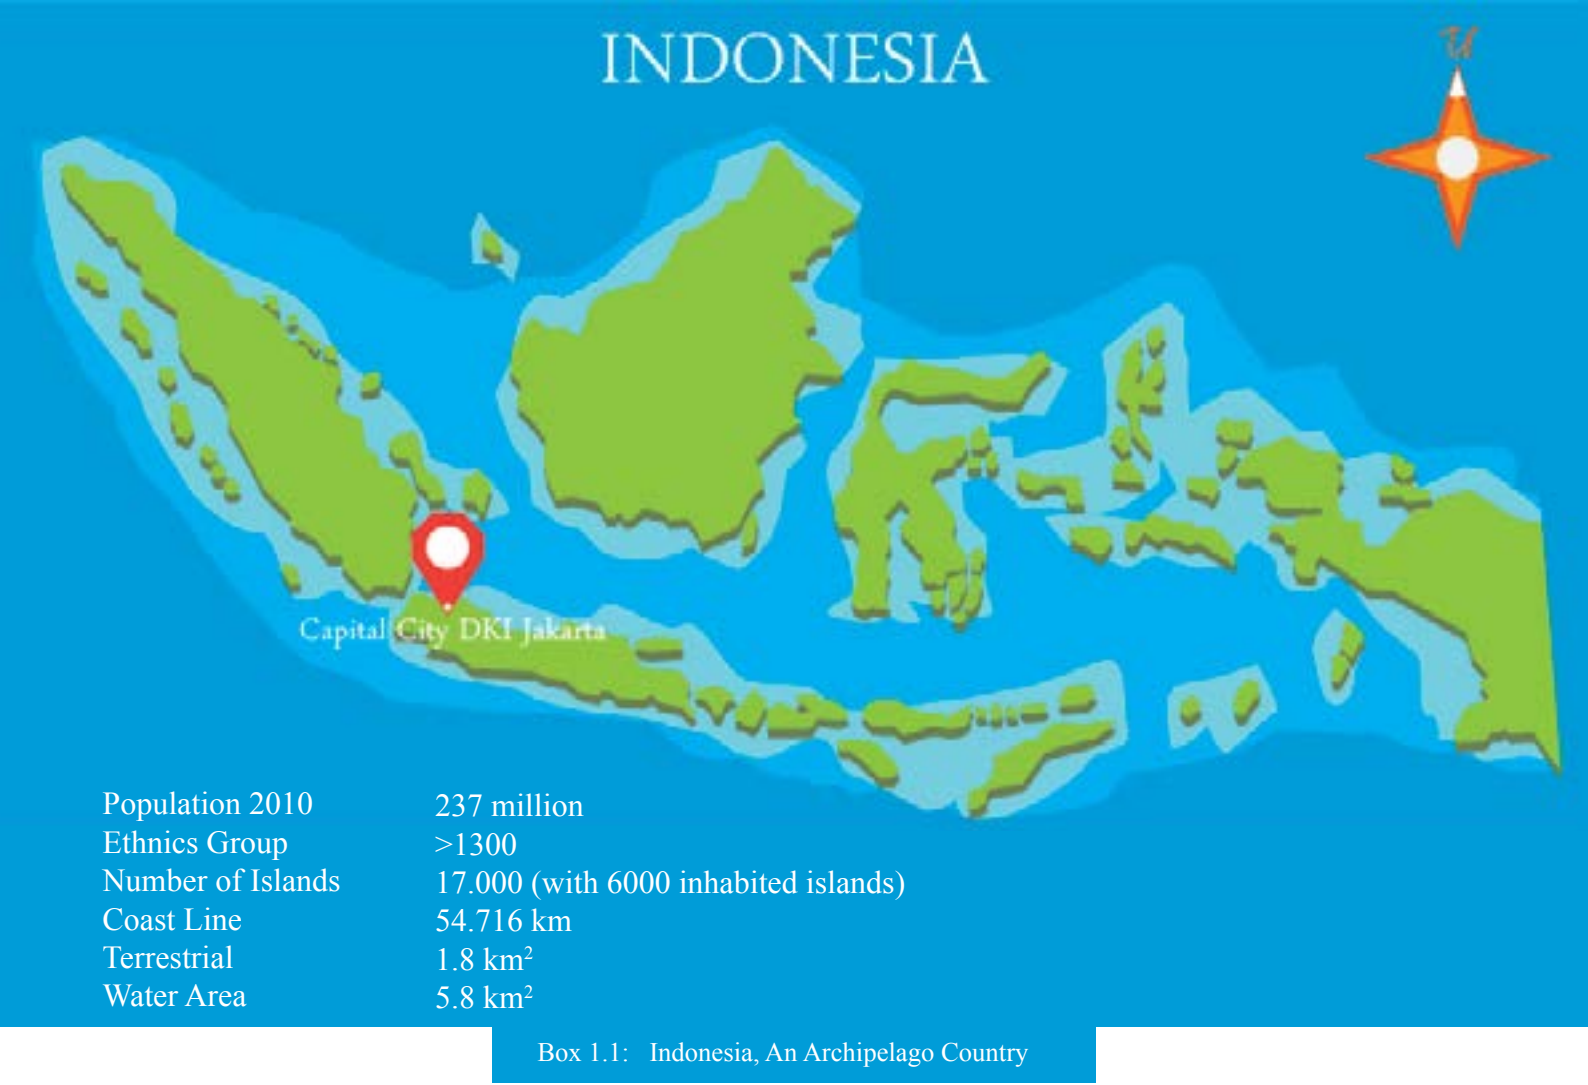 INDONESIA
U
Capital City DKI Jakarta
Population 2010 237 million
Ethnics Group >1300
Number of Islands 17.000 (with 6000 inhabited islands)
Coast Line 54.716 km
Terrestrial 1.8 km²
Water Area 5.8 km²
Box 1.1: Indonesia, An Archipelago Country